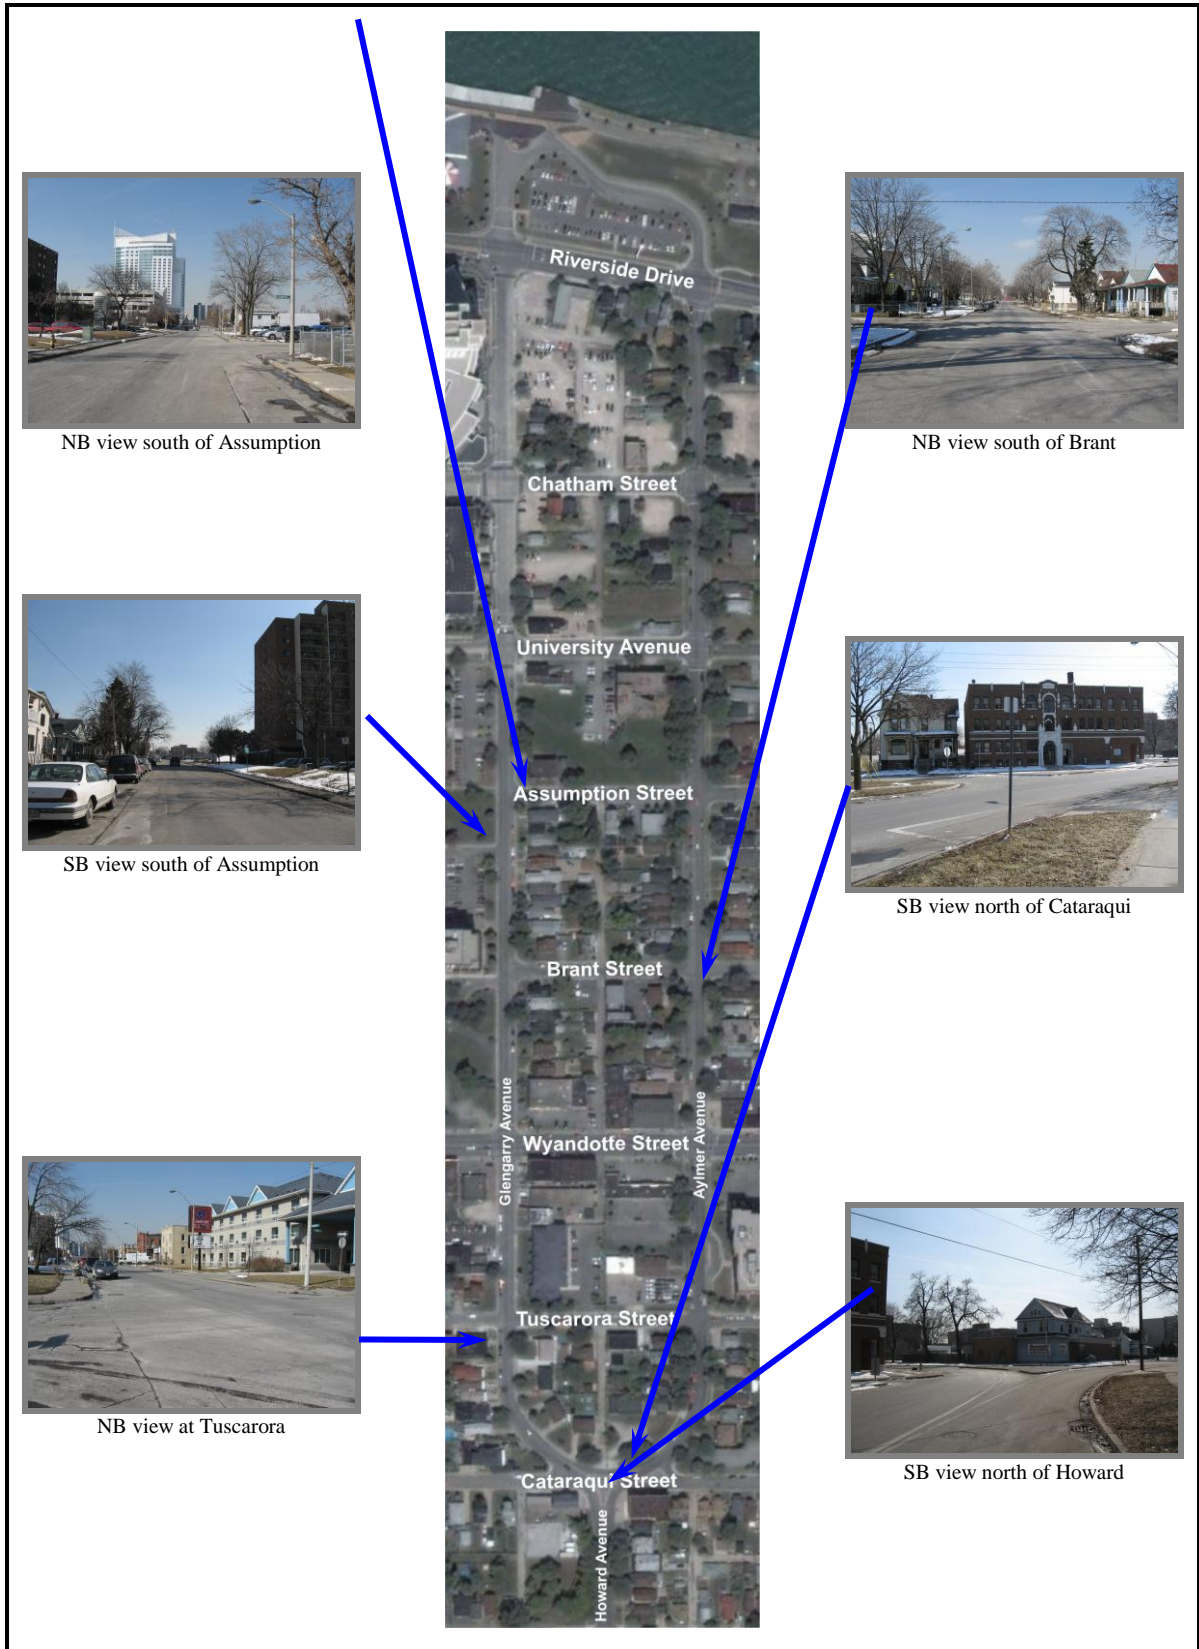 Riverside Drive
NB view south of Assumption
NB view south of Brant
Chatham Street
University Avenue
Assumption Street
SB view south of Assumption
SB view north of Cataraqui
Brant Street
Glengarry Avenue
Aylmer Avenue
Wyandotte Street
Tuscarora Street
NB view at Tuscarora
Cataraqui Street
SB view north of Howard
Howard Avenue